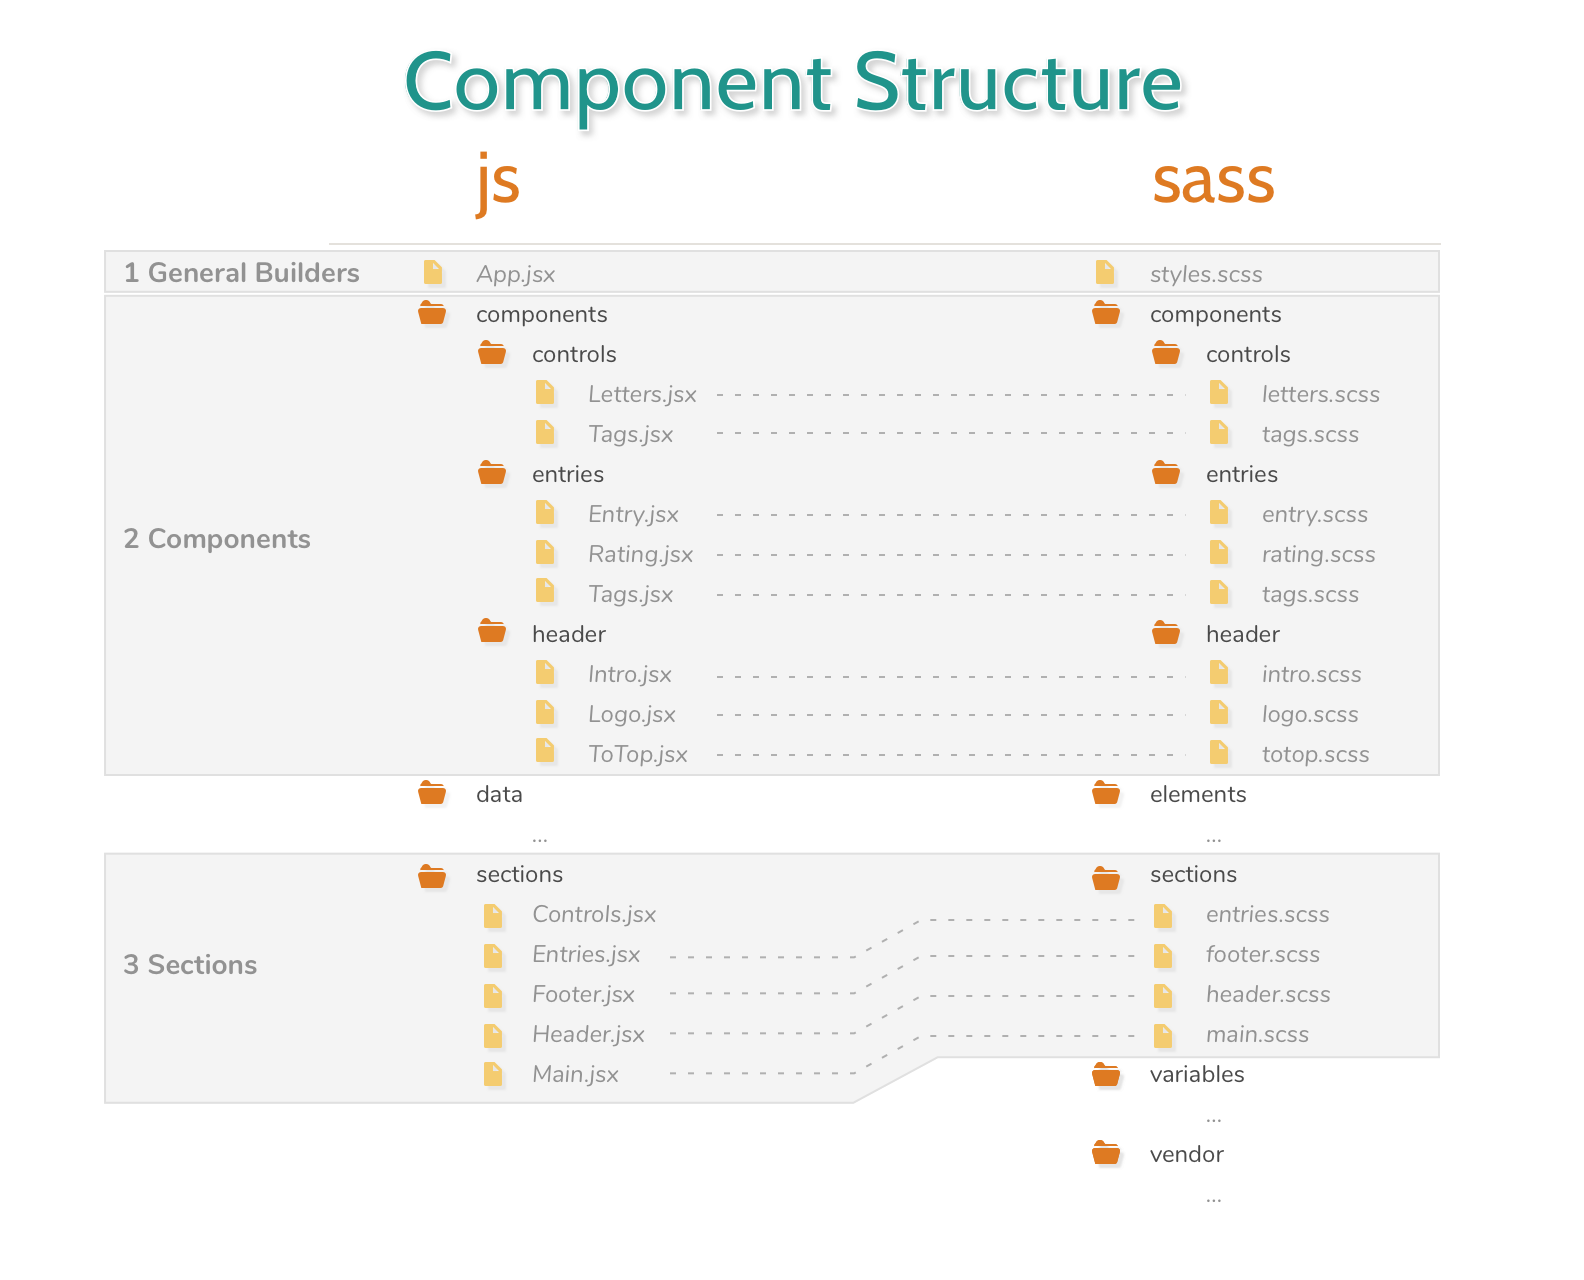 Component Structure
js sass
1 General Builders App.jsx styles.scss
components components
controls controls
Letters.jsx letters.scss
Tags.jsx tags.scss
entries entries
Entry.jsx entry.scss
Rating.jsx rating.scss
Tags.jsx tags.scss
2 Components
header header
Intro.jsx intro.scss
Logo.jsx logo.scss
ToTop.jsx totop.scss
data elements
... ...
sections sections
Controls.jsx entries.scss
Entries.jsx footer.scss
3 Sections
Footer.jsx header.scss
Header.jsx main.scss
Main.jsx variables
...
vendor
...